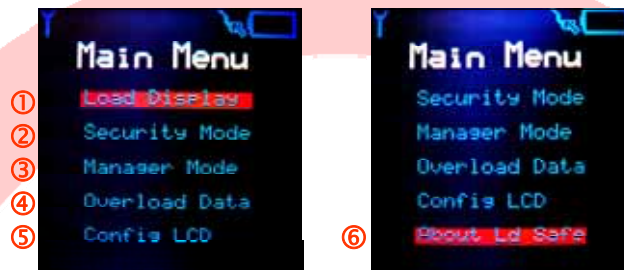 Main Menu
① Load Display
② Security Mode
③ Manager Mode
④ Overload Data
⑤ Config LCD
Main Menu
Security Mode
Manager Mode
Overload Data
Config LCD
⑥ About Ld Safe